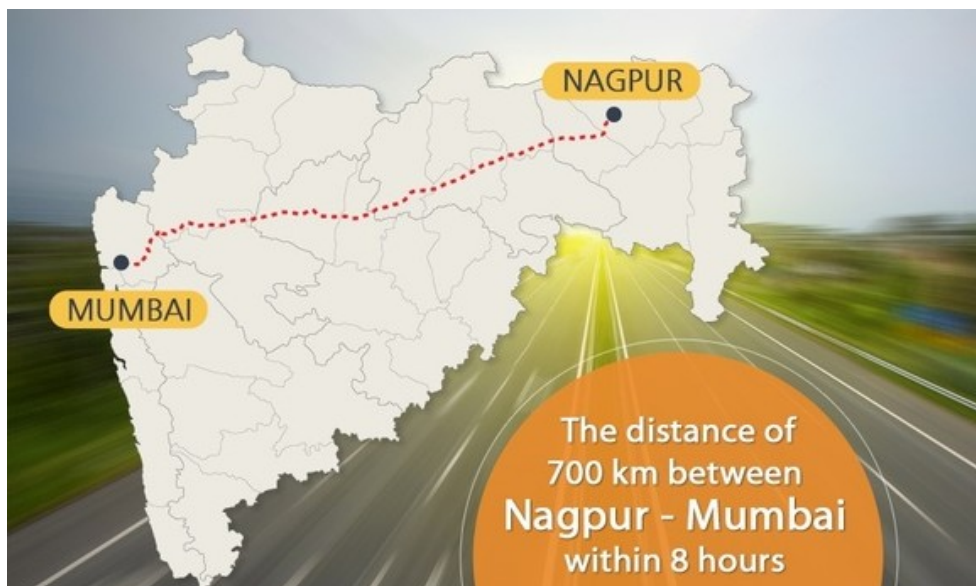 NAGPUR
MUMBAI
The distance of
700 km between
Nagpur - Mumbai
within 8 hours